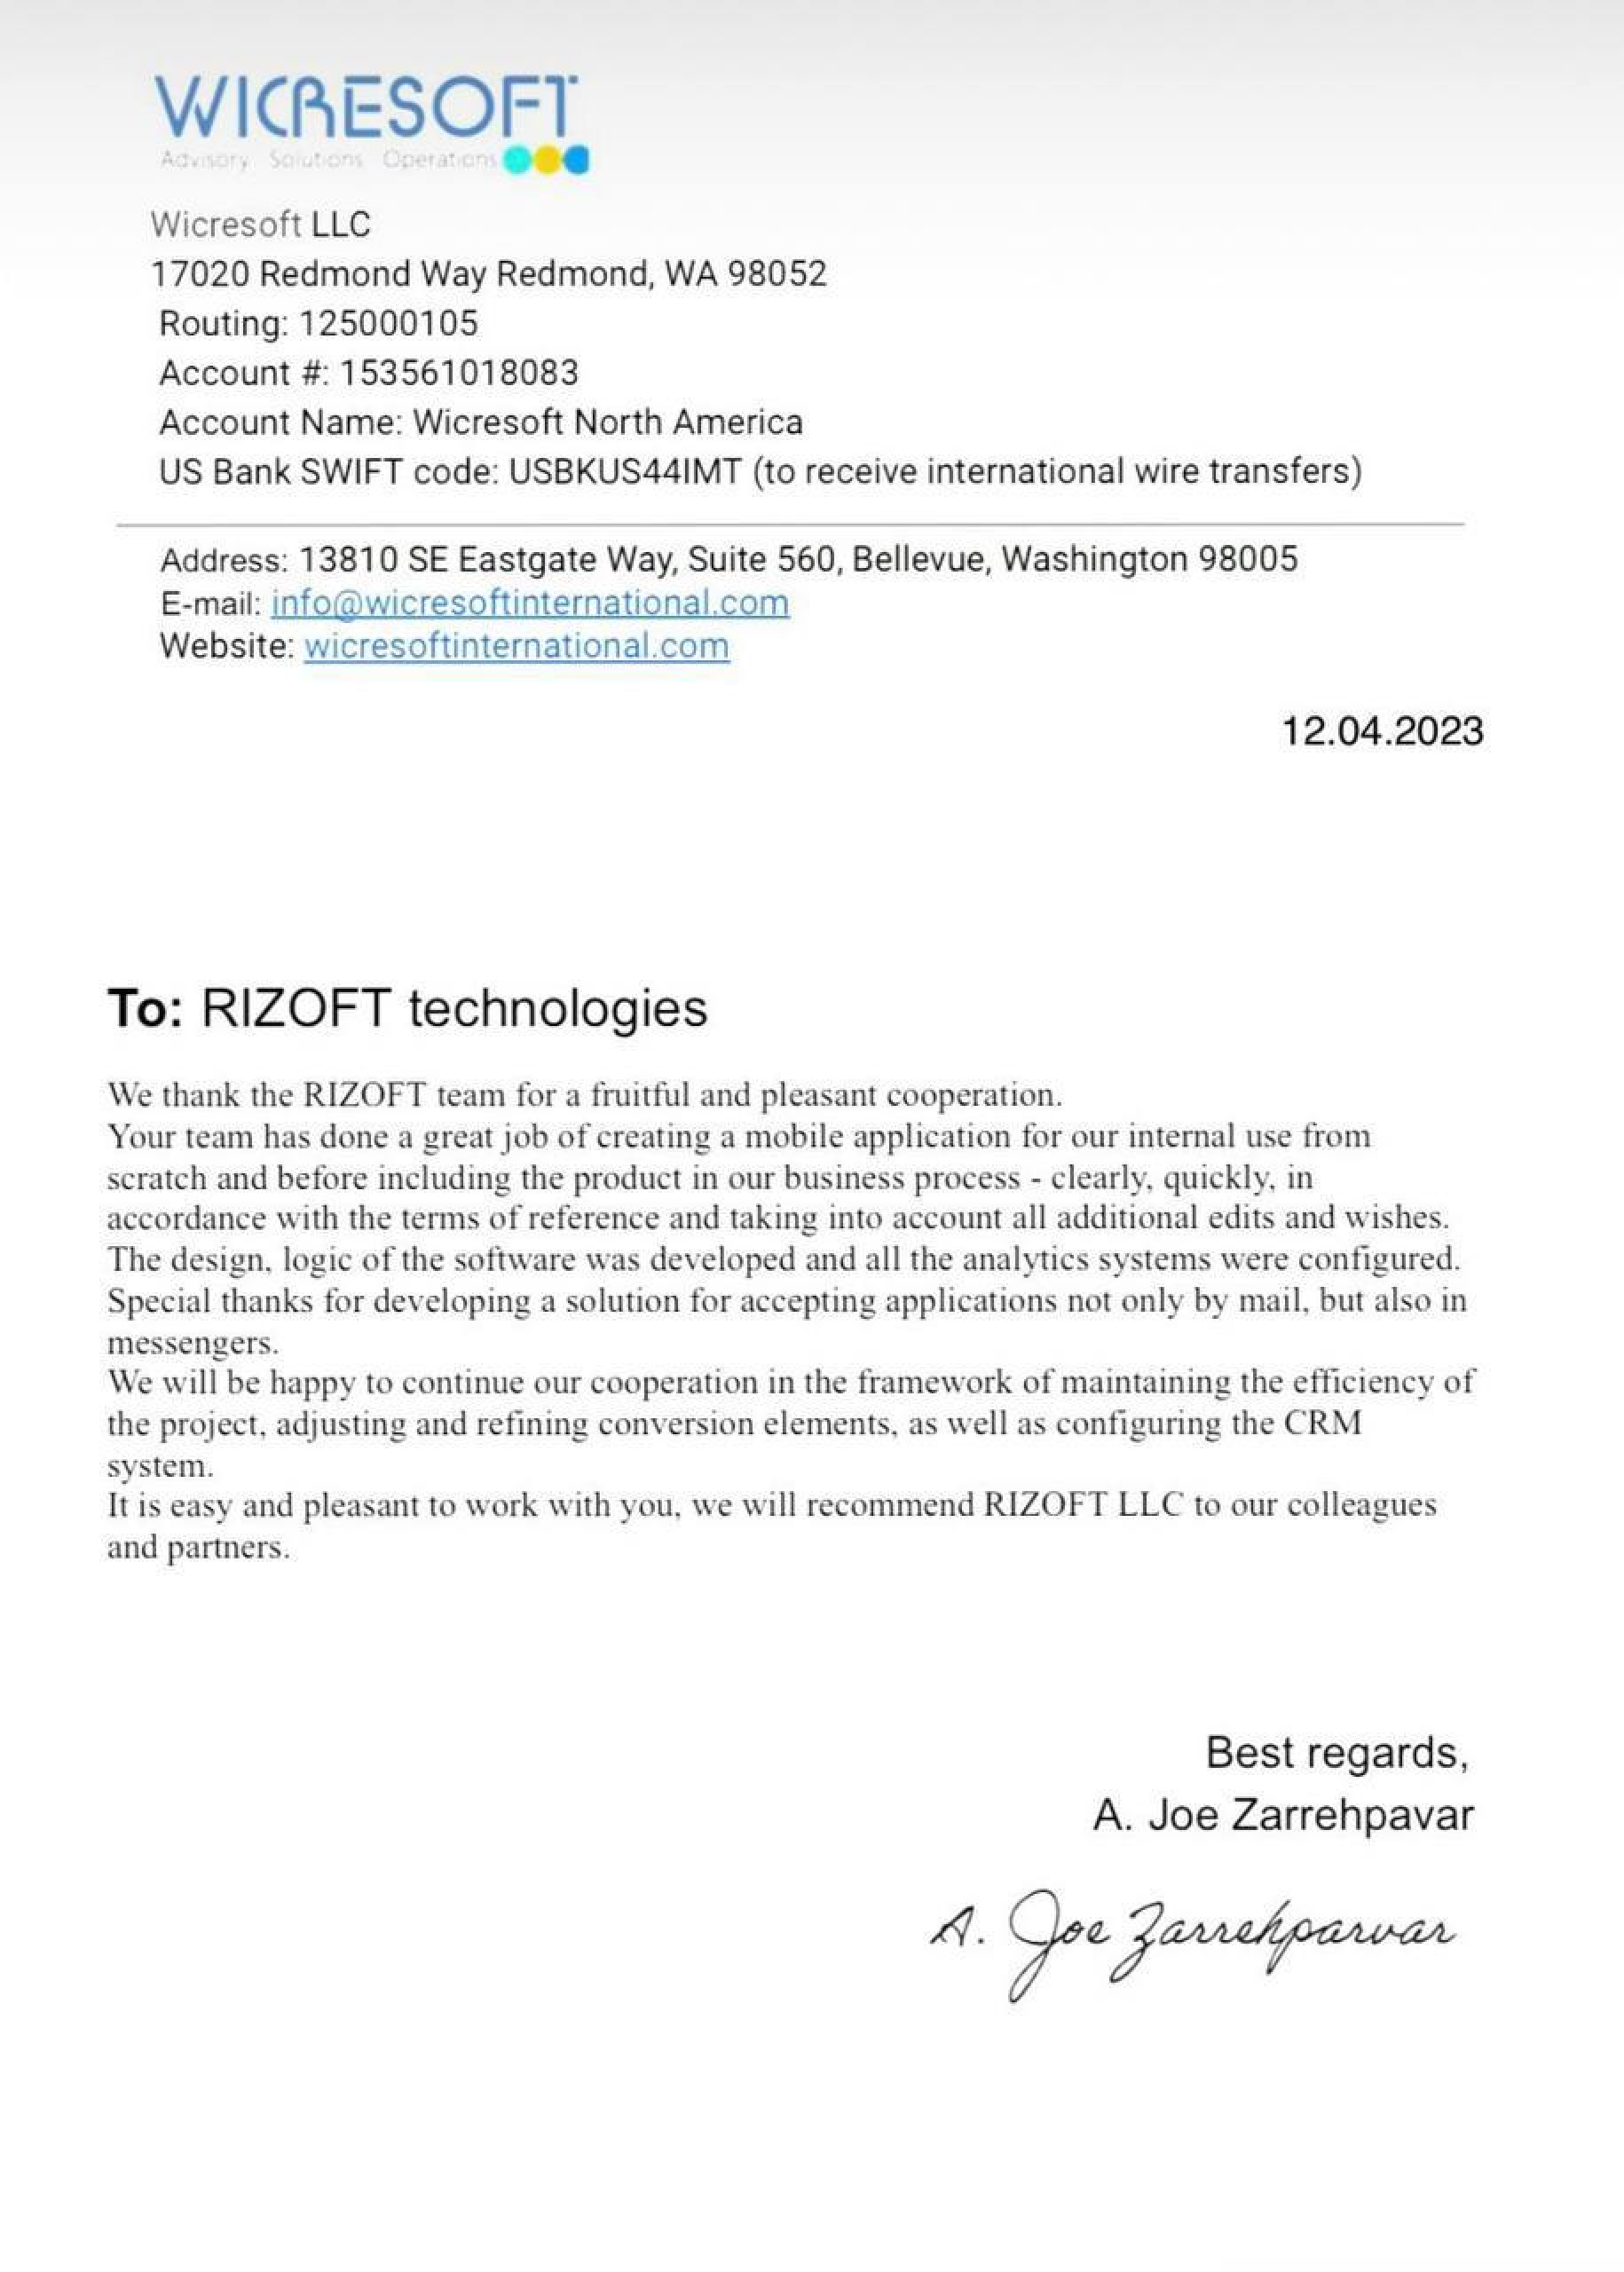 WICRESOFT
Advisory Solutions Operations
Wicresoft LLC
17020 Redmond Way Redmond, WA 98052
Routing: 125000105
Account #: 153561018083
Account Name: Wicresoft North America
US Bank SWIFT code: USBKUS44IMT (to receive international wire transfers)
Address: 13810 SE Eastgate Way, Suite 560, Bellevue, Washington 98005
E-mail: info@wicresoftinternational.com
Website: wicresoftinternational.com
12.04.2023
To: RIZOFT technologies
We thank the RIZOFT team for a fruitful and pleasant cooperation.
Your team has done a great job of creating a mobile application for our internal use from
scratch and before including the product in our business process - clearly, quickly, in
accordance with the terms of reference and taking into account all additional edits and wishes.
The design, logic of the software was developed and all the analytics systems were configured.
Special thanks for developing a solution for accepting applications not only by mail, but also in
messengers.
We will be happy to continue our cooperation in the framework of maintaining the efficiency of
the project, adjusting and refining conversion elements, as well as configuring the CRM
system.
It is easy and pleasant to work with you, we will recommend RIZOFT LLC to our colleagues
and partners.
Best regards,
A. Joe Zarrehpavar
A. Joe Zarrehparvar